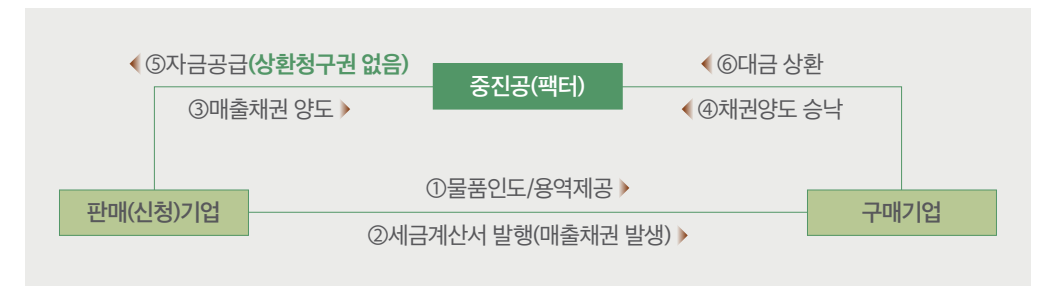 ⑤자금공급(상환청구권 없음)
⑥대금 상환
중진공(팩터)
③매출채권 양도
④채권양도 승낙
①물품인도/용역제공
판매(신청)기업
구매기업
②세금계산서 발행(매출채권 발생)